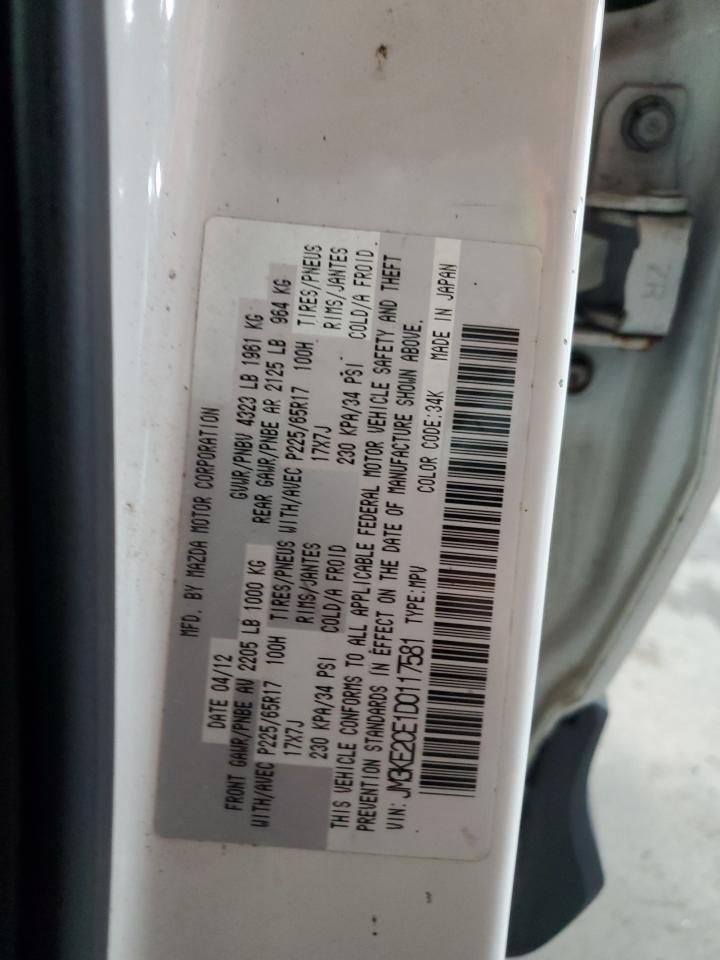 MFD. BY MAZDA MOTOR CORPORATION
DATE 04/12 GVWR/PNBV 4323 LB 1961 KG
FRONT GAWR/PNBE AV 2205 LB 1000 KG REAR GAWR/PNBE AR 2125 LB 964 KG
WITH/AVEC P225/65R17 100H TIRES/PNEUS WITH/AVEC P225/65R17 100H TIRES/PNEUS
17X7J RIMS/JANTES 17X7J RIMS/JANTES
230 KPA/34 PSI COLD/A FROID 230 KPA/34 PSI COLD/A FROID
THIS VEHICLE CONFORMS TO ALL APPLICABLE FEDERAL MOTOR VEHICLE SAFETY AND THEFT
PREVENTION STANDARDS IN EFFECT ON THE DATE OF MANUFACTURE SHOWN ABOVE.
VIN: JM3KE2CE1D0117581 TYPE:MPV COLOR CODE:34K MADE IN JAPAN
ZR